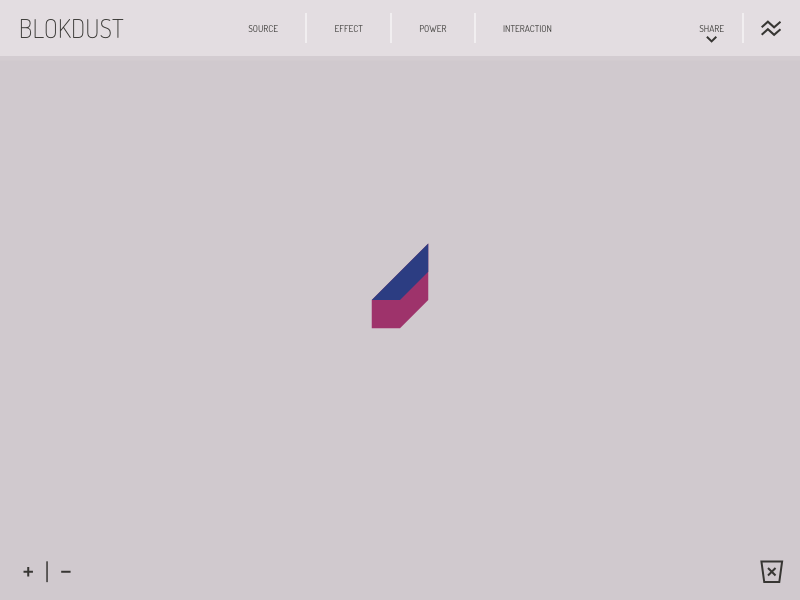 BLOKDUST
SOURCE
EFFECT
POWER
INTERACTION
SHARE
+ | −